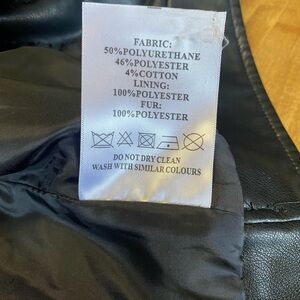 FABRIC:
50%POLYURETHANE
46%POLYESTER
4%COTTON
LINING:
100%POLYESTER
FUR:
100%POLYESTER
DO NOT DRY CLEAN
WASH WITH SIMILAR COLOURS